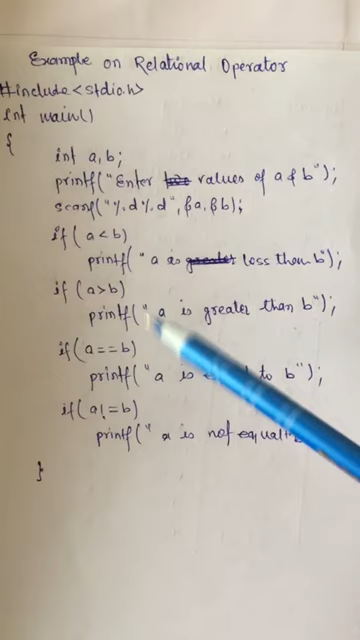 Example on Relational Operator
#include<stdio.h>
int main()
{
int a,b;
printf("Enter values of a & b");
scanf("%d%d",&a,&b);
if(a<b)
printf(" a is less than b");
if(a>b)
printf(" a is greater than b");
if(a==b)
printf("a is to b");
if(a!=b)
printf(" a is not equal
}